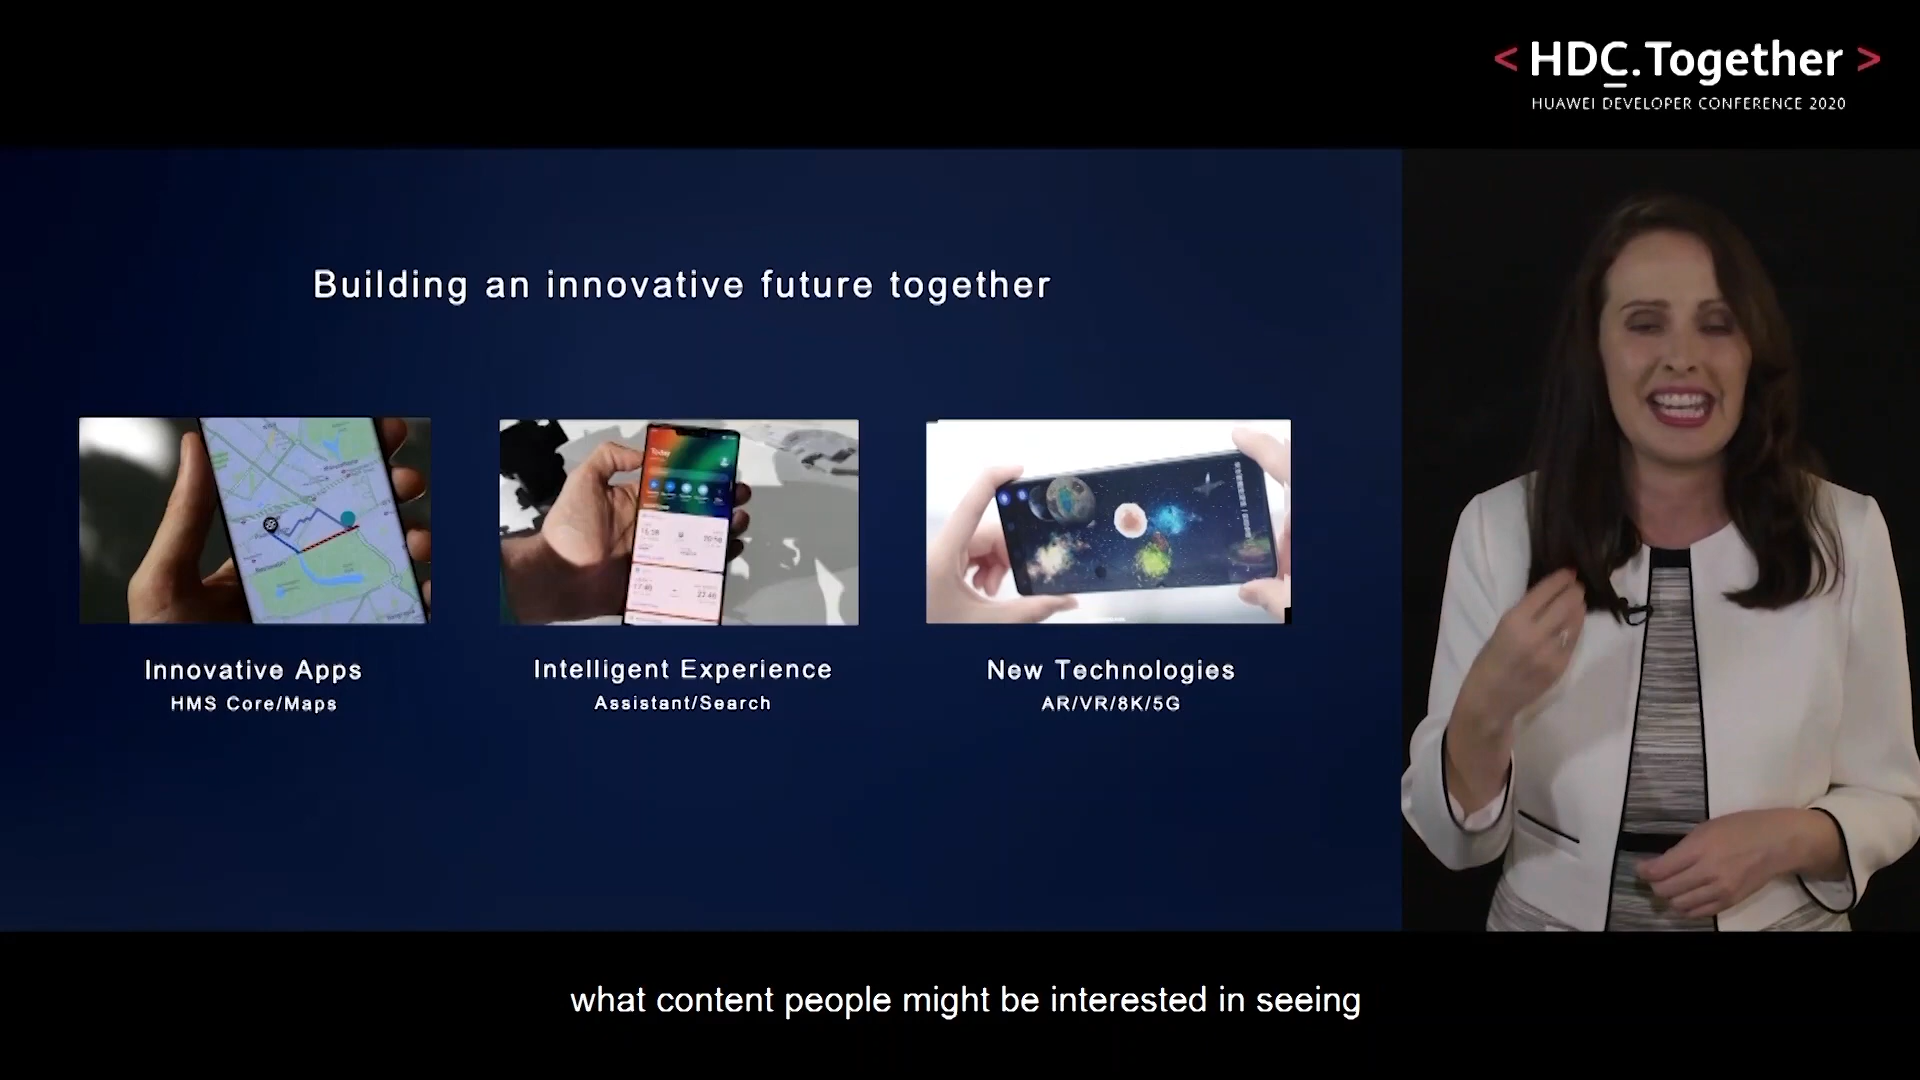 < HDC.Together >
HUAWEI DEVELOPER CONFERENCE 2020
Building an innovative future together
Today
Innovative Apps
HMS Core/Maps
Intelligent Experience
Assistant/Search
New Technologies
AR/VR/8K/5G
what content people might be interested in seeing